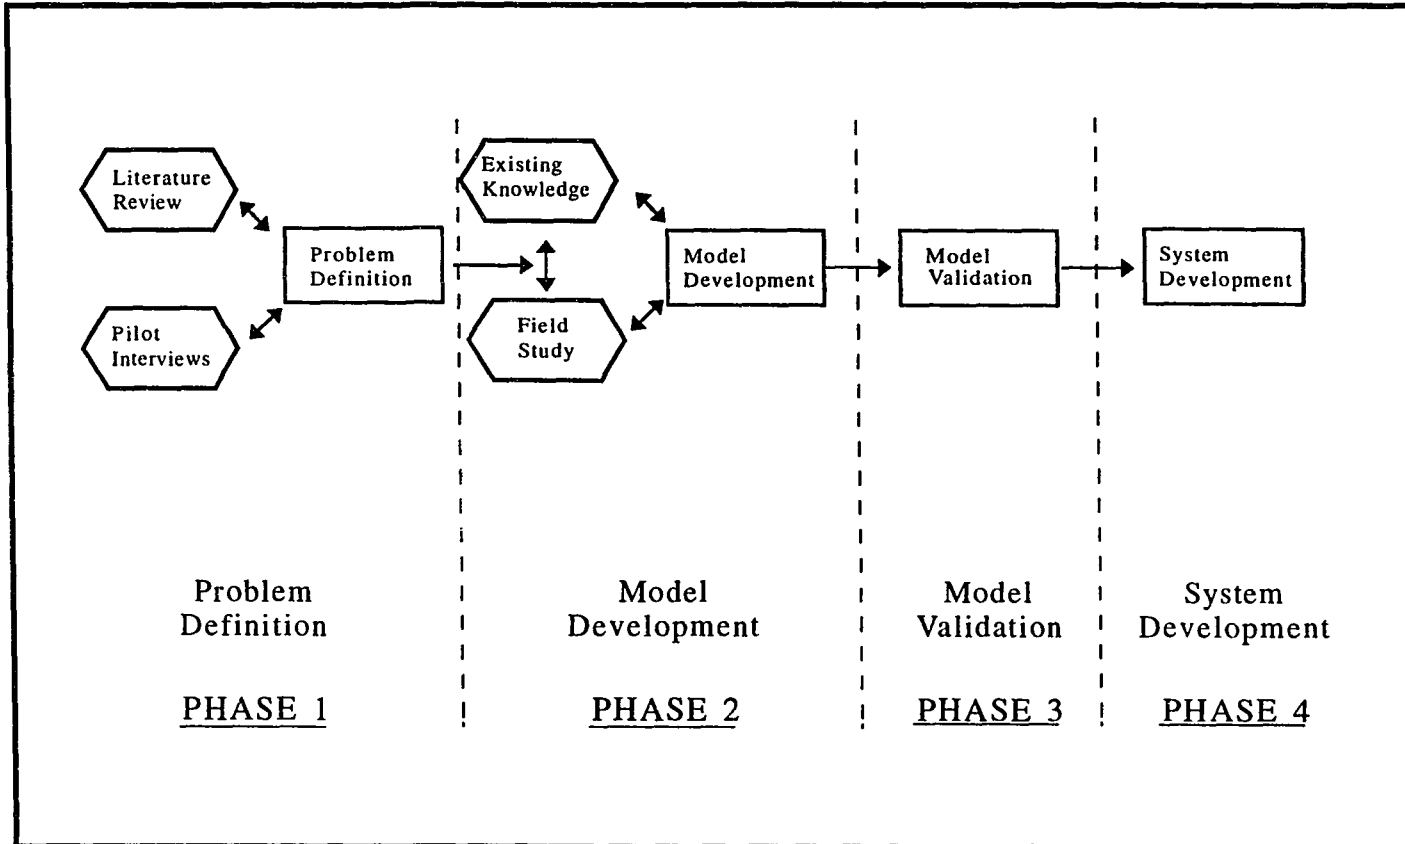 Literature
Review
Pilot
Interviews
Problem
Definition
Existing
Knowledge
Field
Study
Model
Development
Model
Validation
System
Development
Problem
Definition
PHASE 1
Model
Development
PHASE 2
Model
Validation
PHASE 3
System
Development
PHASE 4